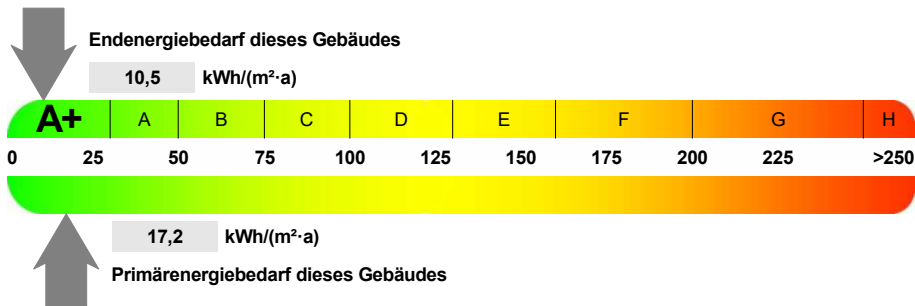 Endenergiebedarf dieses Gebäudes
10,5 kWh/(m²·a)
A+ A B C D E F G H
0 25 50 75 100 125 150 175 200 225 >250
17,2 kWh/(m²·a)
Primärenergiebedarf dieses Gebäudes